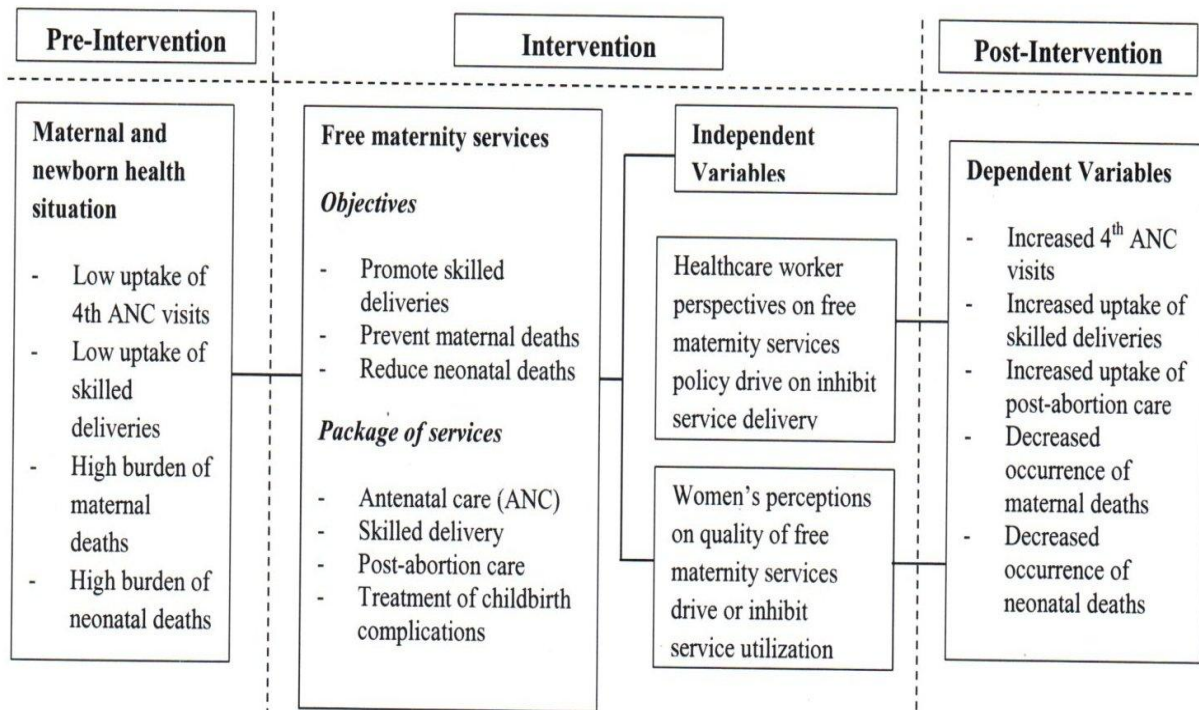 Pre-Intervention
Intervention
Post-Intervention
Maternal and
newborn health
situation
- Low uptake of
4th ANC visits
- Low uptake of
skilled
deliveries
- High burden of
maternal
deaths
- High burden of
neonatal deaths
Free maternity services
Objectives
- Promote skilled
deliveries
- Prevent maternal deaths
- Reduce neonatal deaths
Package of services
- Antenatal care (ANC)
- Skilled delivery
- Post-abortion care
- Treatment of childbirth
complications
Independent
Variables
Healthcare worker
perspectives on free
maternity services
policy drive on inhibit
service delivery
Women's perceptions
on quality of free
maternity services
drive or inhibit
service utilization
Dependent Variables
- Increased 4th ANC
visits
- Increased uptake of
skilled deliveries
- Increased uptake of
post-abortion care
- Decreased
occurrence of
maternal deaths
- Decreased
occurrence of
neonatal deaths